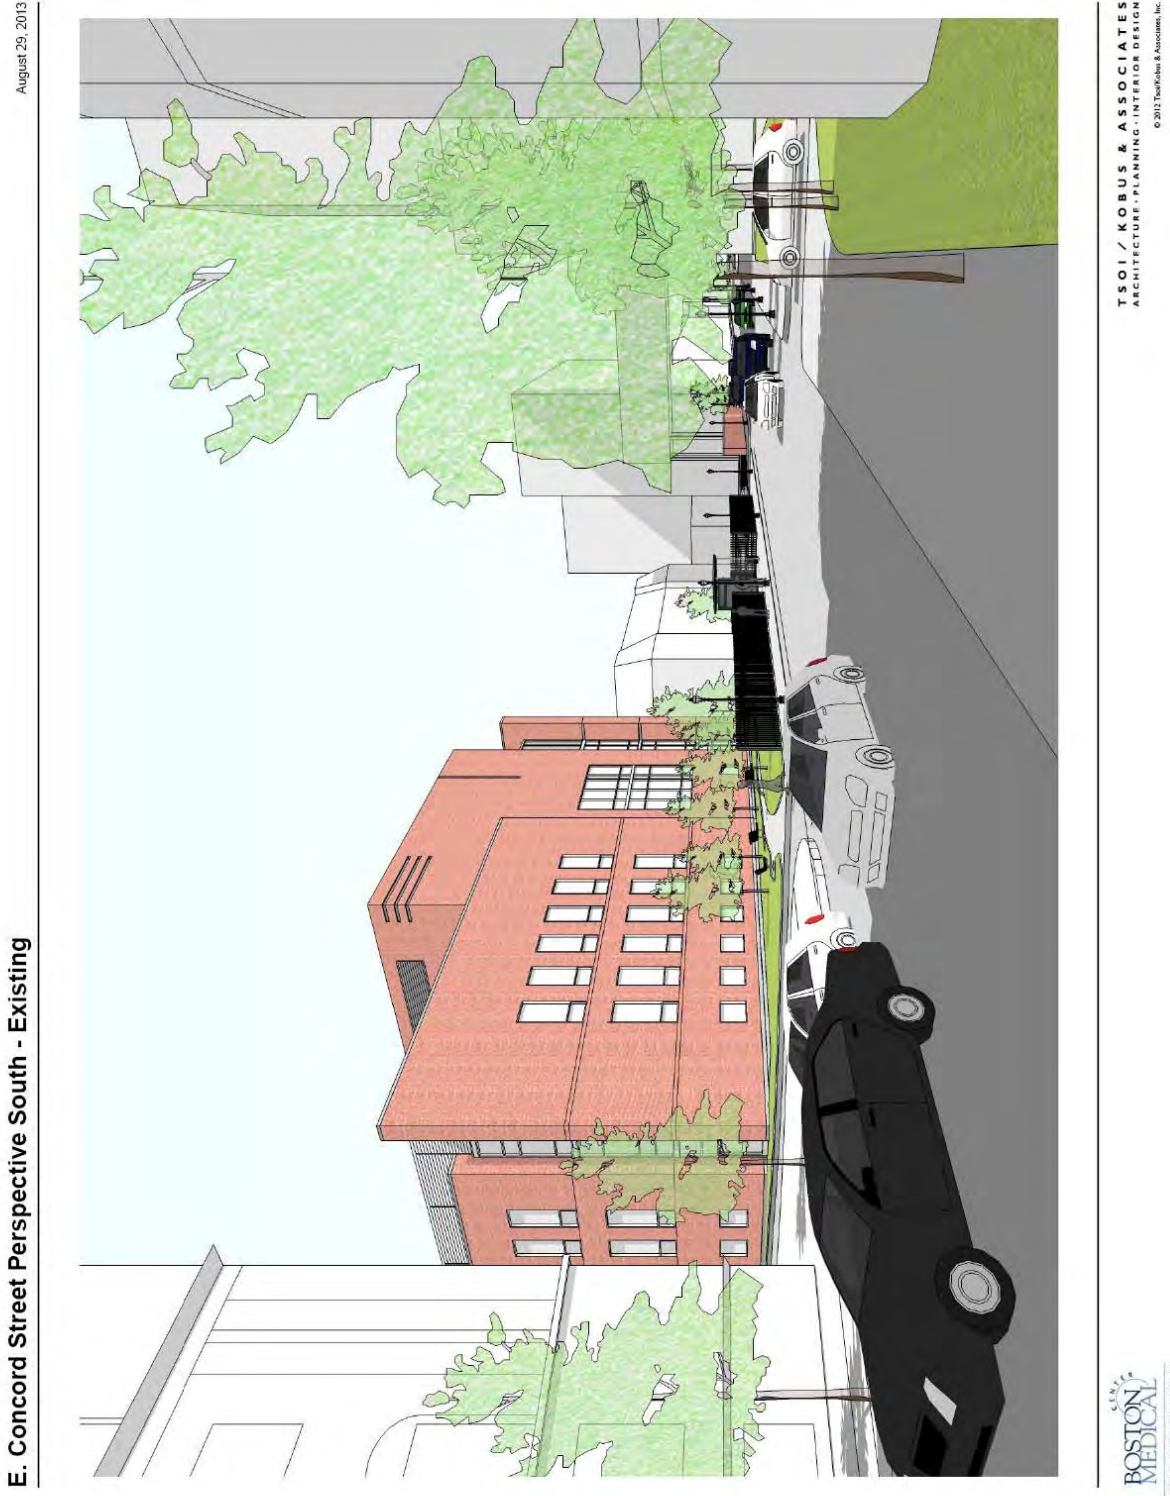 E. Concord Street Perspective South - Existing
August 29, 2013
BOSTON
MEDICAL
CENTER
TSOI / KOBUS & ASSOCIATES
ARCHITECTURE • PLANNING • INTERIOR DESIGN
© 2012 Tsoi/Kobus & Associates, Inc.